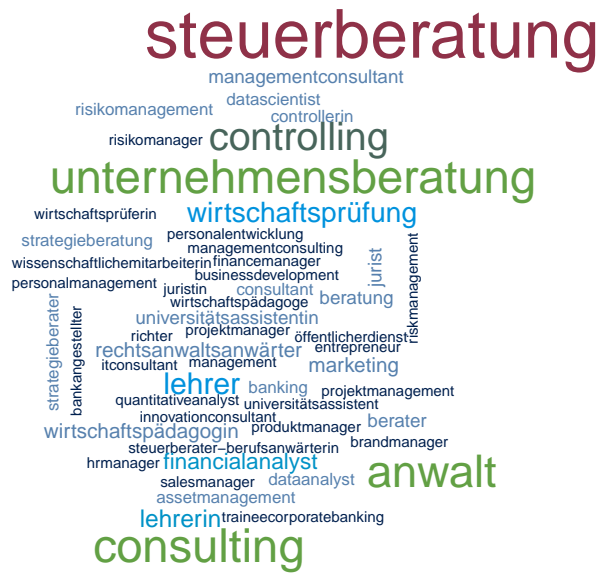 steuerberatung
managementconsultant
datascientist
risikomanagement
controllerin
risikomanager
controlling
unternehmensberatung
wirtschaftsprüferin
wirtschaftsprüfung
strategieberatung
personalentwicklung
managementconsulting
jurist
riskmanagement
wissenschaftlichemitarbeiterin
financemanager
businessdevelopment
personalmanagement
juristin
consultant
beratung
wirtschaftspädagoge
strategieberater
bankangestellter
universitätsassistentin
richter
projektmanager
öffentlicherdienst
rechtsanwaltsanwärter
entrepreneur
itconsultant
management
marketing
lehrer
banking
projektmanagement
quantitativeanalyst
universitätsassistent
innovationconsultant
berater
wirtschaftspädagogin
produktmanager
brandmanager
steuerberater–berufsanwärterin
hrmanager
financialanalyst
anwalt
salesmanager
dataanalyst
assetmanagement
lehrerin
traineecorporatebanking
consulting